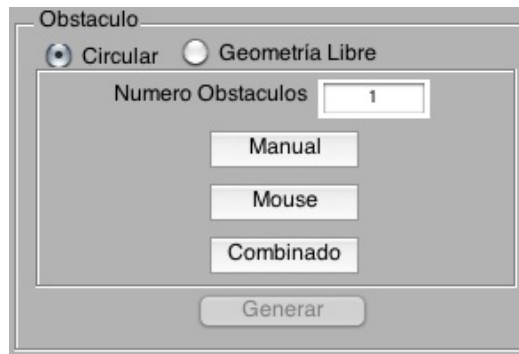 Obstaculo
Circular Geometría Libre
Numero Obstaculos 1
Manual
Mouse
Combinado
Generar